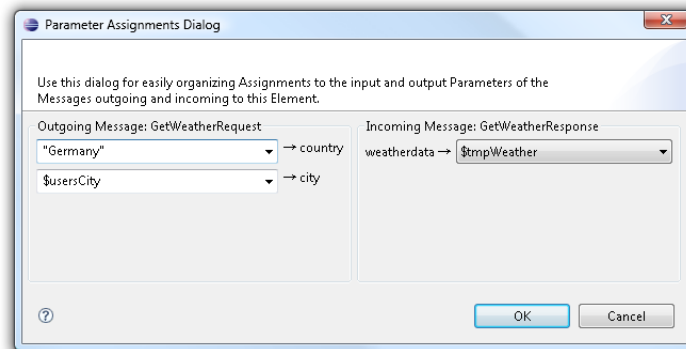 Parameter Assignments Dialog
Use this dialog for easily organizing Assignments to the input and output Parameters of the
Messages outgoing and incoming to this Element.
Outgoing Message: GetWeatherRequest
"Germany" → country
$usersCity → city
Incoming Message: GetWeatherResponse
weatherdata → $tmpWeather
?
OK Cancel